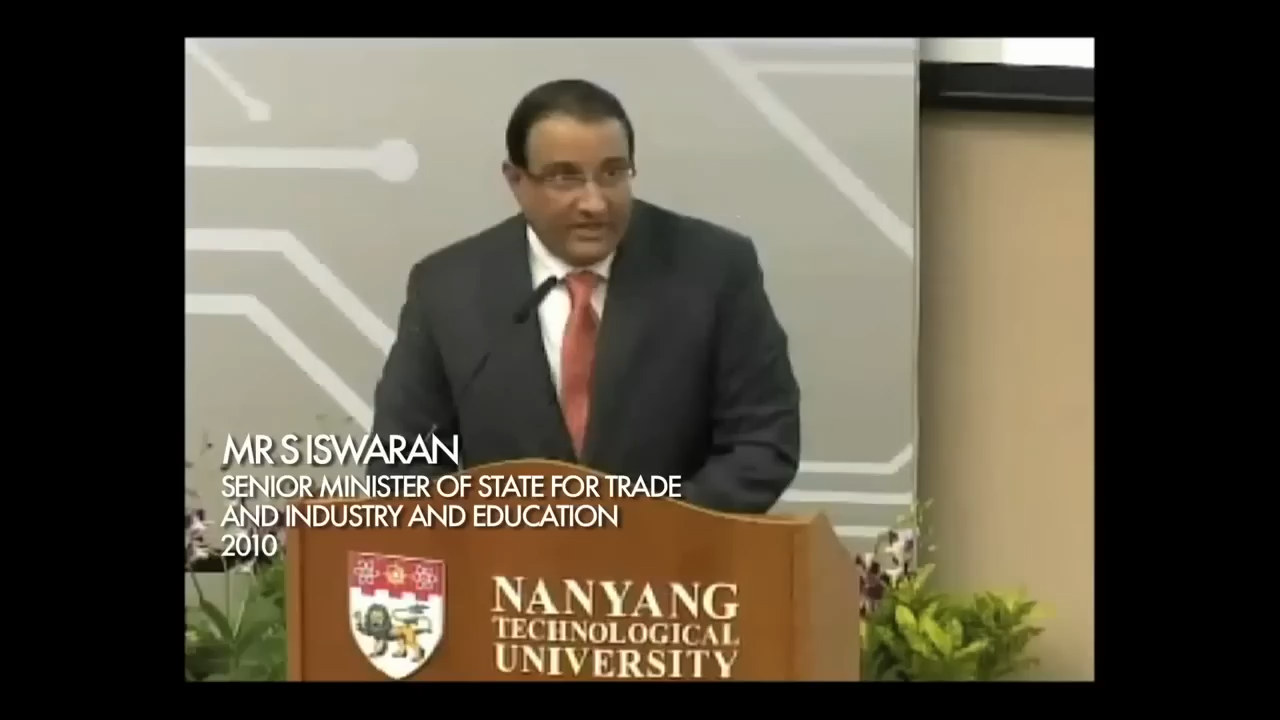 MR S ISWARAN
SENIOR MINISTER OF STATE FOR TRADE
AND INDUSTRY AND EDUCATION
2010
NANYANG
TECHNOLOGICAL
UNIVERSITY